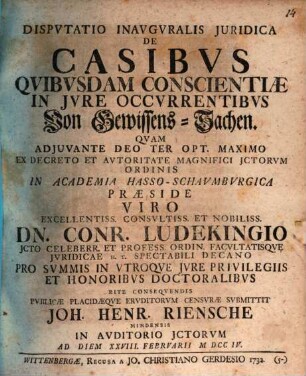 14
DISPVTATIO INAVGVRALIS JURIDICA
DE
CASIBVS
QVIBVSDAM CONSCIENTIÆ
IN JVRE OCCVRRENTIBVS
Von Gewissens-Sachen.
QVAM
ADJUVANTE DEO TER OPT. MAXIMO
EX DECRETO ET AVTORITATE MAGNIFICI JCTORVM
ORDINIS
IN ACADEMIA HASSO-SCHAVMBVRGICA
PRÆSIDE
VIRO
EXCELLENTISS. CONSVLTISS. ET NOBILISS.
DN. CONR. LUDEKINGIO
JCTO CELEBERR. ET PROFESS. ORDIN. FACVLTATISQVE
JVRIDICAE H. T. SPECTABILI DECANO
PRO SVMMIS IN VTROQVE JVRE PRIVILEGIIS
ET HONORIBVS DOCTORALIBVS
RITE CONSEQVENDIS
PVBLICÆ PLACIDÆQVE ERVDITORVM CENSVRÆ SVBMITTIT
JOH. HENR. RIENSCHE
MINDENSIS
IN AVDITORIO JCTORVM
AD DIEM XXVIII FEBRVARII M DCC IV.
WITTENBERGÆ, RECUSA A JO. CHRISTIANO GERDESIO 1732.